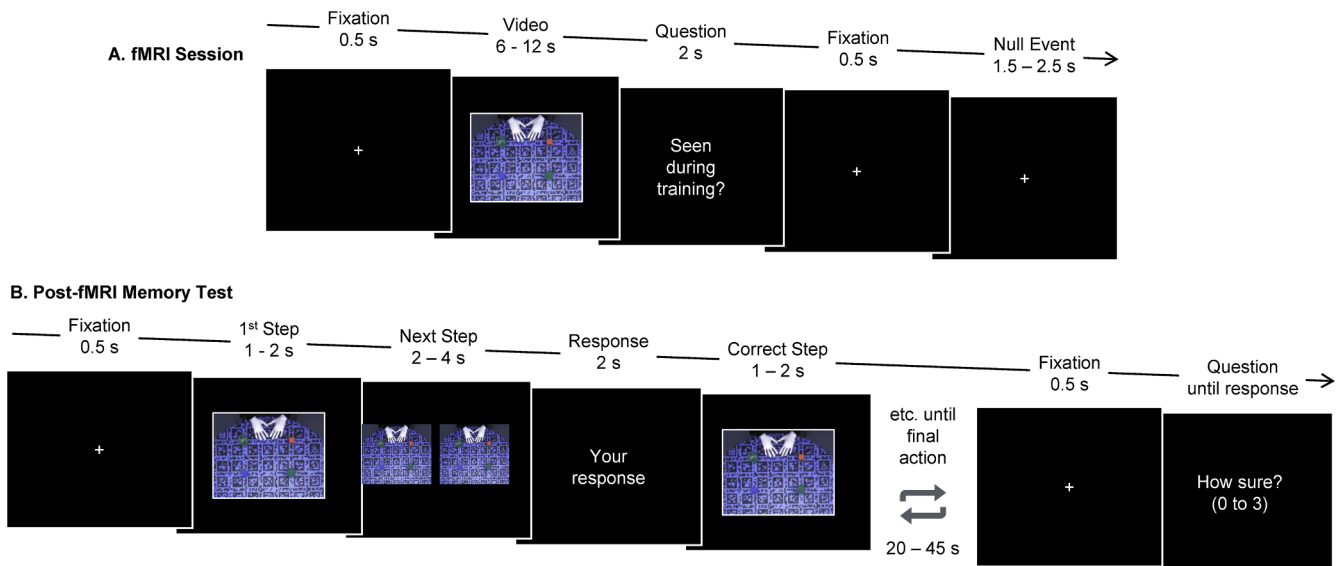 A. fMRI Session
Fixation
0.5 s
Video
6 - 12 s
Question
2 s
Fixation
0.5 s
Null Event
1.5 – 2.5 s
+
Seen
during
training?
+
+
B. Post-fMRI Memory Test
Fixation
0.5 s
1st Step
1 - 2 s
Next Step
2 – 4 s
Response
2 s
Correct Step
1 – 2 s
Fixation
0.5 s
Question
until response
+
Your
response
etc. until
final
action
20 – 45 s
+
How sure?
(0 to 3)